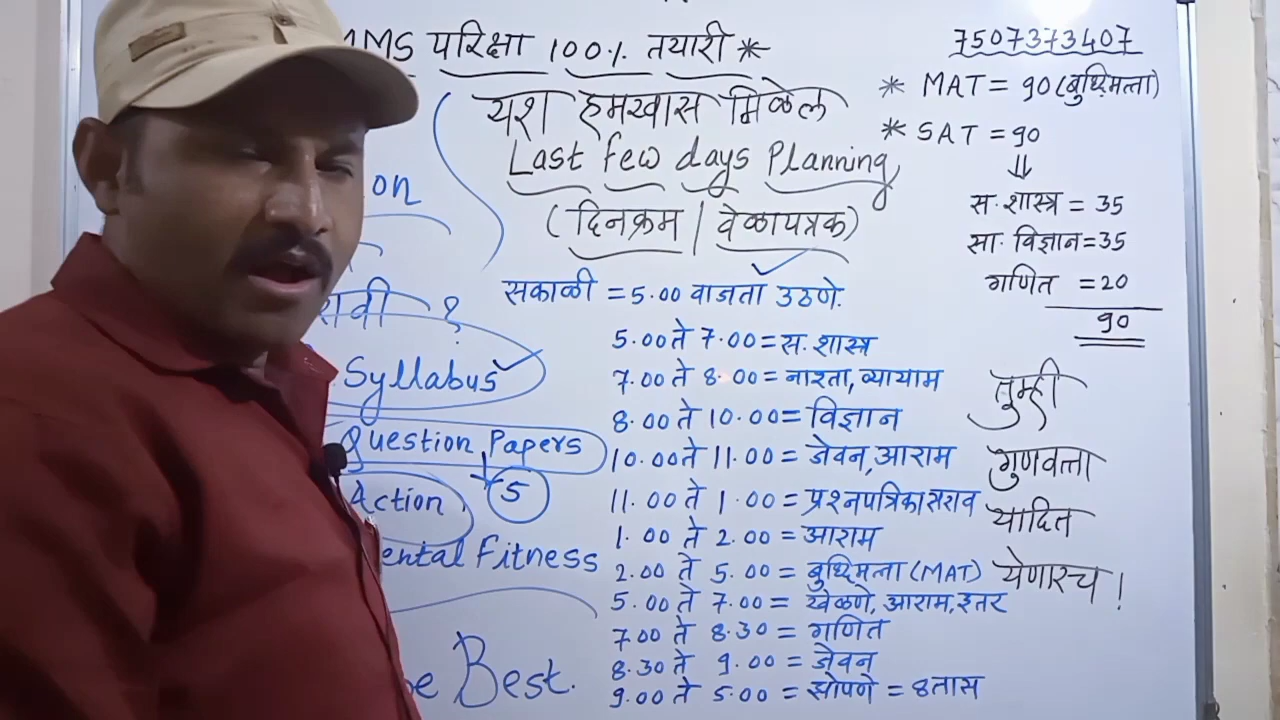 MMS परिक्षा 100% तयारी *
यश हमखास मिळेल
Last few days Planning
(दिनक्रम | वेळापत्रक)
सकाळी = 5.00 वाजता उठणे.
5.00 ते 7.00 = स. शास्त्र
7.00 ते 8.00 = नाश्ता, व्यायाम
8.00 ते 10.00 = विज्ञान
10.00 ते 11.00 = जेवन, आराम
11.00 ते 1.00 = प्रश्नपत्रिका सराव
1.00 ते 2.00 = आराम
2.00 ते 5.00 = बुध्दिमत्ता (MAT)
5.00 ते 7.00 = खेळणे, आराम, इतर
7.00 ते 8.30 = गणित
8.30 ते 9.00 = जेवन
9.00 ते 5.00 = झोपणे = 8 तास
7507373407
* MAT = 90 (बुध्दिमत्ता)
* SAT = 90
⇓
स. शास्त्र = 35
सा. विज्ञान = 35
गणित = 20
90
तुम्ही
गुणवत्ता
यादित
येणारच !
on
?
Syllabus
Question Papers
Action. 5
ental Fitness
Be Best.